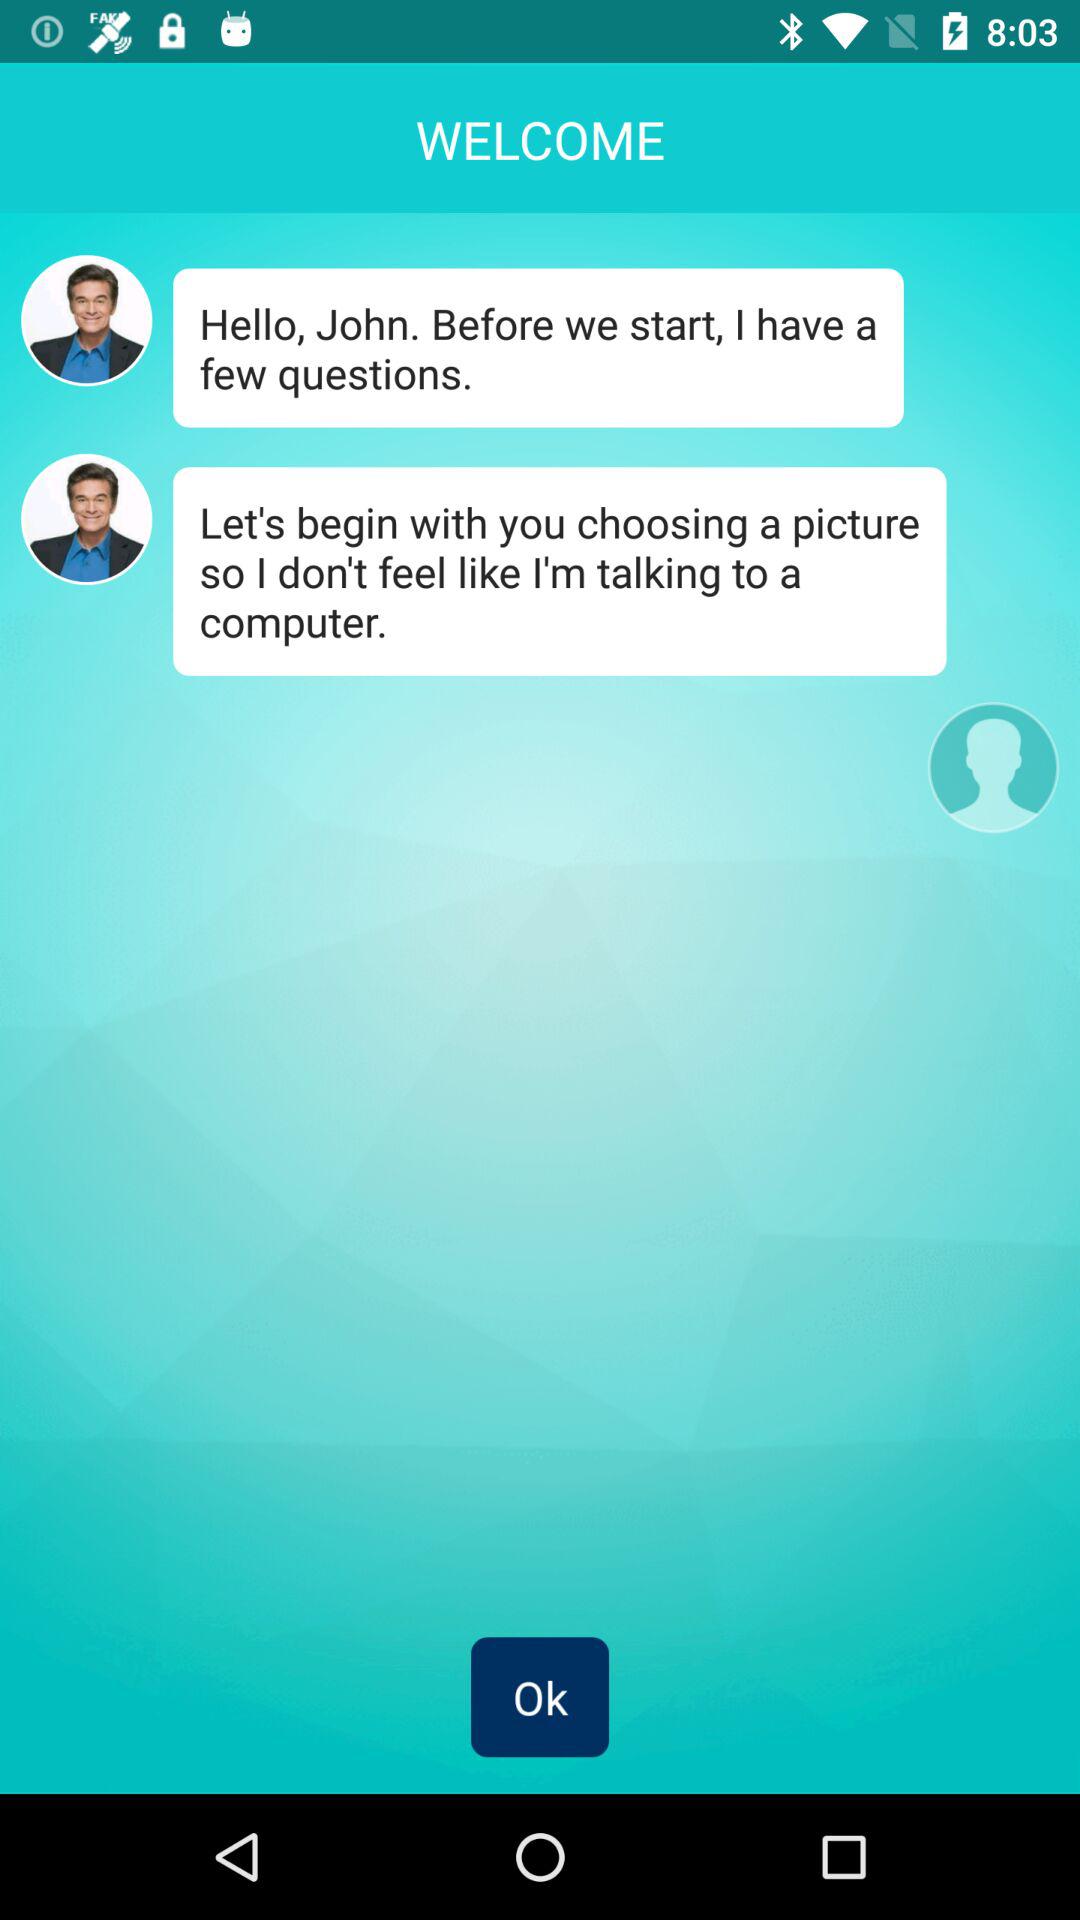 FAKE
8:03
WELCOME
Hello, John. Before we start, I have a
few questions.
Let's begin with you choosing a picture
so I don't feel like I'm talking to a
computer.
Ok